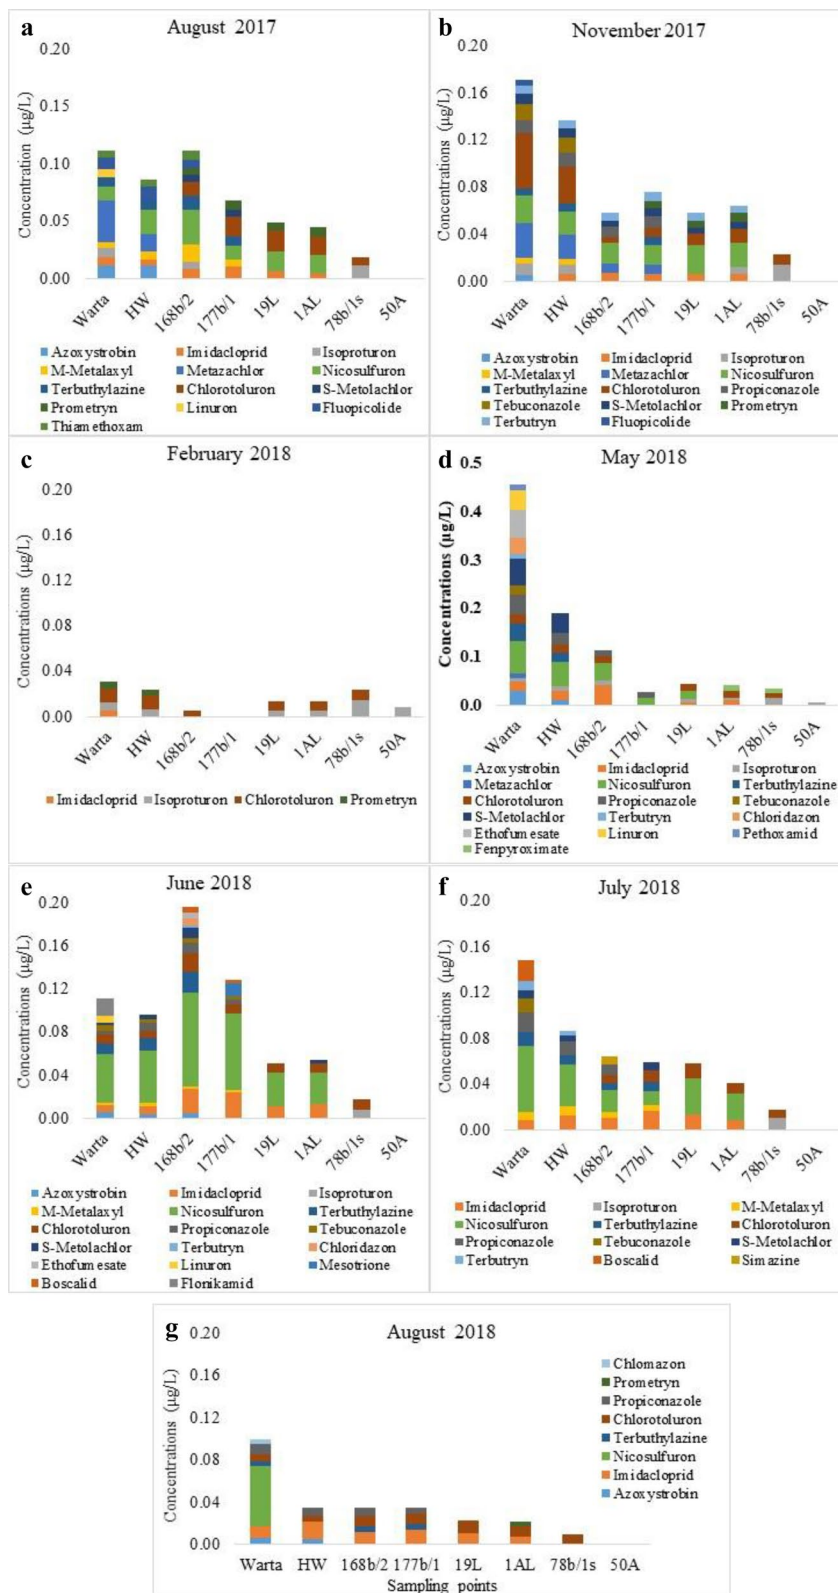 a
August 2017
Concentration (µg/L)
0.20
0.15
0.10
0.05
0.00
Warta HW 168b/2 177b/1 19L 1AL 78b/1s 50A
Azoxystrobin Imidacloprid Isoproturon
M-Metalaxyl Metazachlor Nicosulfuron
Terbuthylazine Chlorotoluron S-Metolachlor
Prometryn Linuron Fluopicolide
Thiamethoxam
b
November 2017
Concentrations (µg/L)
0.20
0.16
0.12
0.08
0.04
0.00
Warta HW 168b/2 177b/1 19L 1AL 78b/1s 50A
Azoxystrobin Imidacloprid Isoproturon
M-Metalaxyl Metazachlor Nicosulfuron
Terbuthylazine Chlorotoluron Propiconazole
Tebuconazole S-Metolachlor Prometryn
Terbutryn Fluopicolide
c
February 2018
Concentrations (µg/L)
0.20
0.16
0.12
0.08
0.04
0.00
Warta HW 168b/2 177b/1 19L 1AL 78b/1s 50A
Imidacloprid Isoproturon Chlorotoluron Prometryn
d
May 2018
Concentrations (µg/L)
0.5
0.4
0.3
0.2
0.1
0.0
Warta HW 168b/2 177b/1 19L 1AL 78b/1s 50A
Azoxystrobin Imidacloprid Isoproturon
Metazachlor Nicosulfuron Terbuthylazine
Chlorotoluron Propiconazole Tebuconazole
S-Metolachlor Terbutryn Chloridazon
Ethofumesate Linuron Pethoxamid
Fenpyroximate
e
June 2018
Concentrations (µg/L)
0.20
0.16
0.12
0.08
0.04
0.00
Warta HW 168b/2 177b/1 19L 1AL 78b/1s 50A
Azoxystrobin Imidacloprid Isoproturon
M-Metalaxyl Nicosulfuron Terbuthylazine
Chlorotoluron Propiconazole Tebuconazole
S-Metolachlor Terbutryn Chloridazon
Ethofumesate Linuron Mesotrione
Boscalid Flonikamid
f
July 2018
Concentrations (µg/L)
0.20
0.16
0.12
0.08
0.04
0.00
Warta HW 168b/2 177b/1 19L 1AL 78b/1s 50A
Imidacloprid Isoproturon M-Metalaxyl
Nicosulfuron Terbuthylazine Chlorotoluron
Propiconazole Tebuconazole S-Metolachlor
Terbutryn Boscalid Simazine
g
August 2018
Concentrations (µg/L)
0.20
0.16
0.12
0.08
0.04
0.00
Chlomazon
Prometryn
Propiconazole
Chlorotoluron
Terbuthylazine
Nicosulfuron
Imidacloprid
Azoxystrobin
Warta HW 168b/2 177b/1 19L 1AL 78b/1s 50A
Sampling points